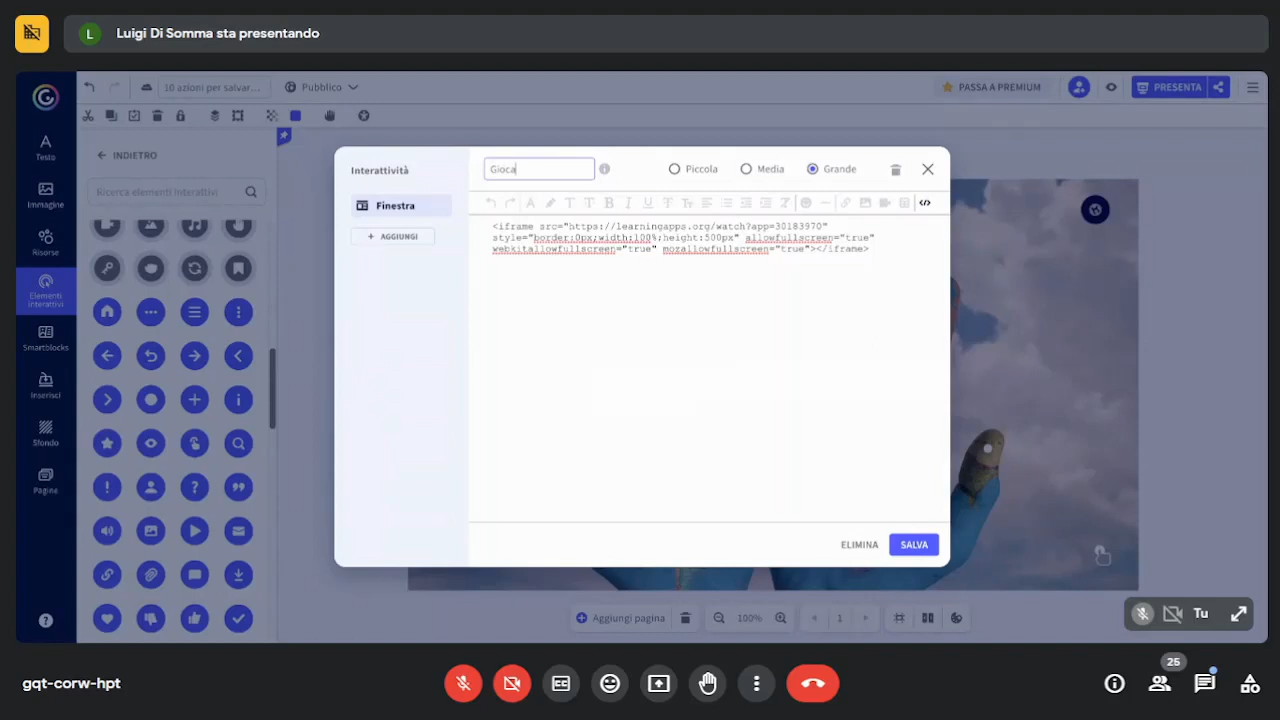 L Luigi Di Somma sta presentando
10 azioni per salvar...
Pubblico
PASSA A PREMIUM
PRESENTA
Testo
Immagine
Risorse
Elementi interattivi
Smartblocks
Inserisci
Sfondo
Pagine
INDIETRO
Ricerca elementi interattivi
Interattività
Finestra
+ AGGIUNGI
Gioca
Piccola
Media
Grande
<iframe src="https://learningapps.org/watch?app=30183970"
style="border:0px;width:100%;height:500px" allowfullscreen="true"
webkitallowfullscreen="true" mozallowfullscreen="true"></iframe>
ELIMINA
SALVA
Aggiungi pagina
100%
1
Tu
gqt-corw-hpt
25